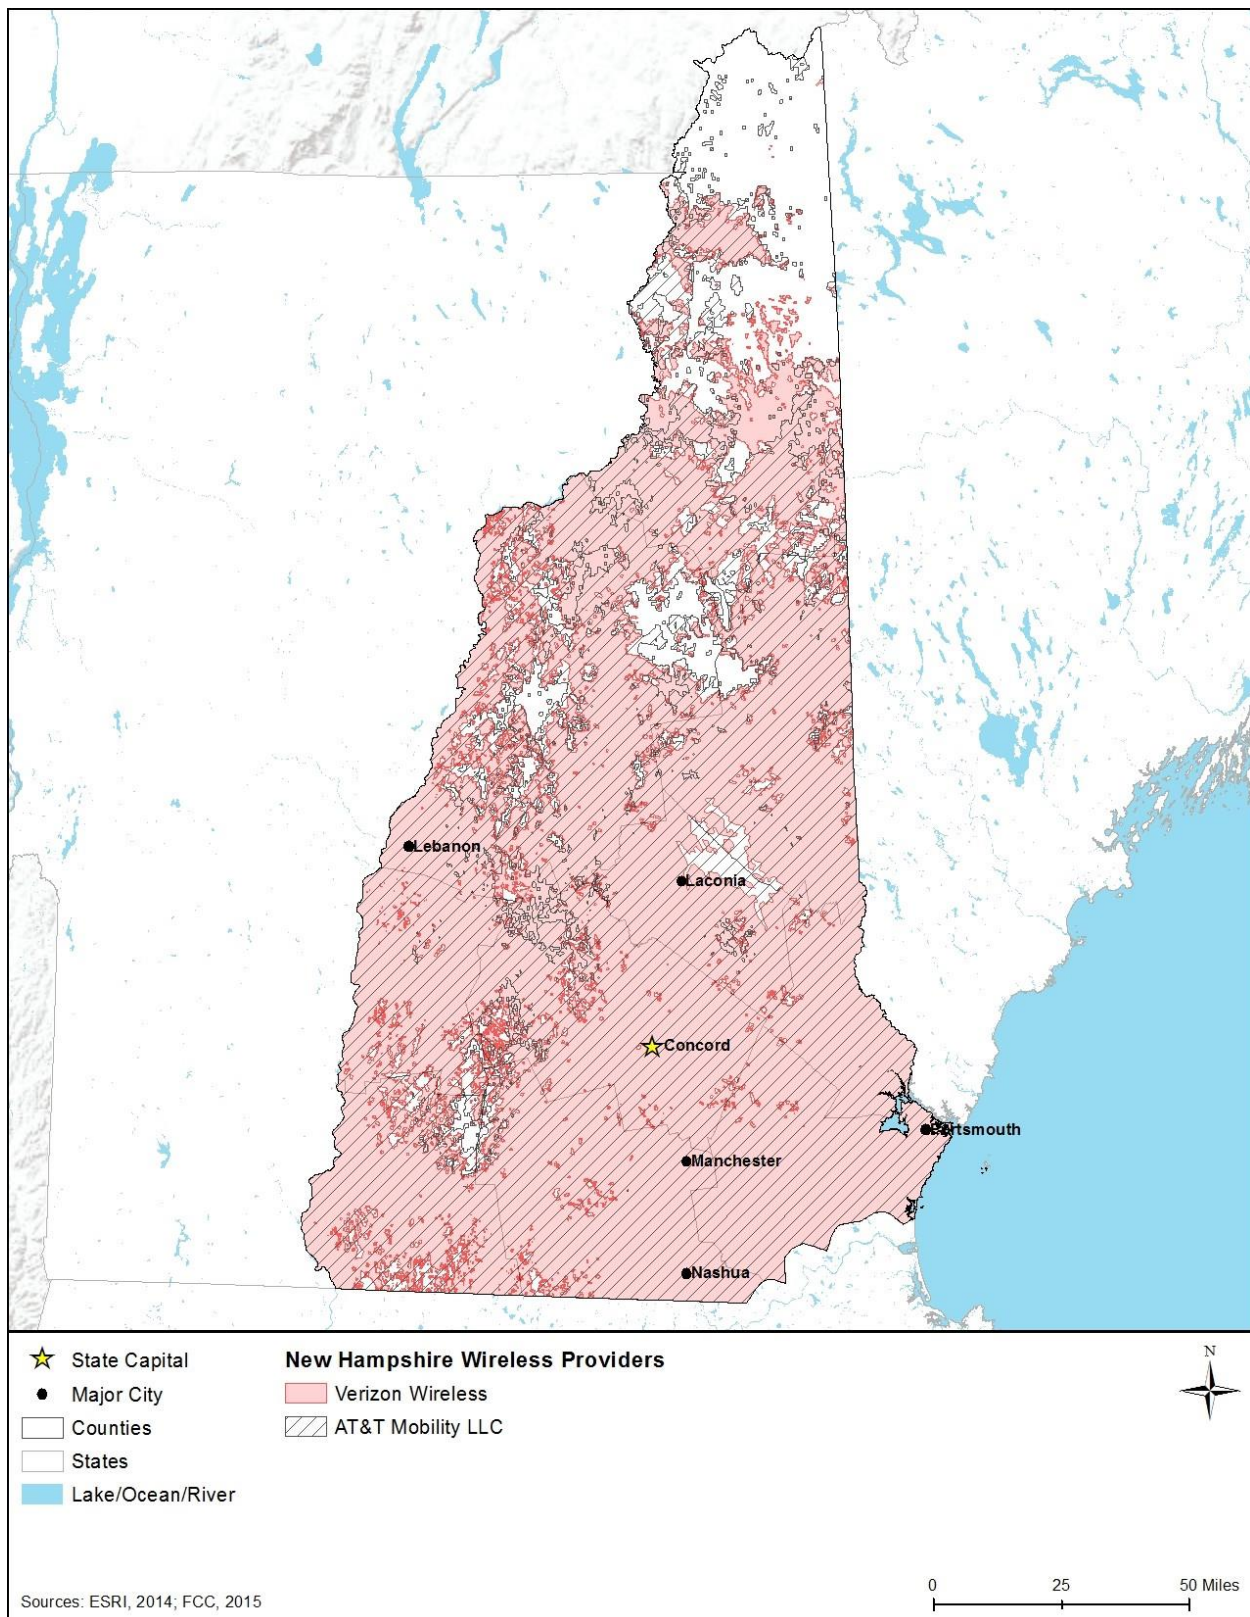 Lebanon
Laconia
Concord
Portsmouth
Manchester
Nashua
State Capital
Major City
Counties
States
Lake/Ocean/River
New Hampshire Wireless Providers
Verizon Wireless
AT&T Mobility LLC
N
Sources: ESRI, 2014; FCC, 2015
0 25 50 Miles